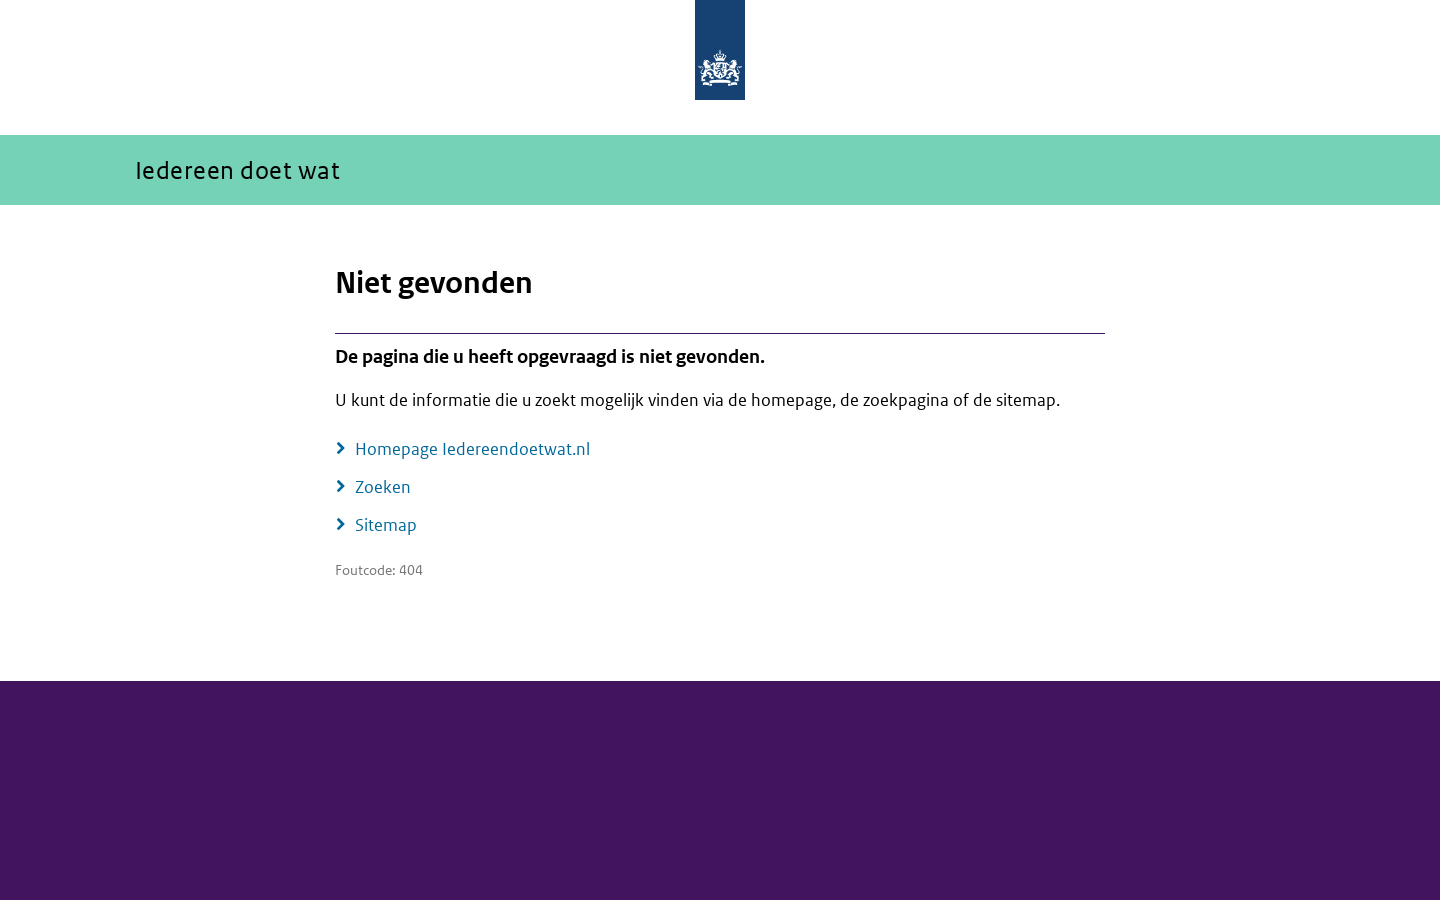 Iedereen doet wat
Niet gevonden
De pagina die u heeft opgevraagd is niet gevonden.
U kunt de informatie die u zoekt mogelijk vinden via de homepage, de zoekpagina of de sitemap.
Homepage Iedereendoetwat.nl
Zoeken
Sitemap
Foutcode: 404